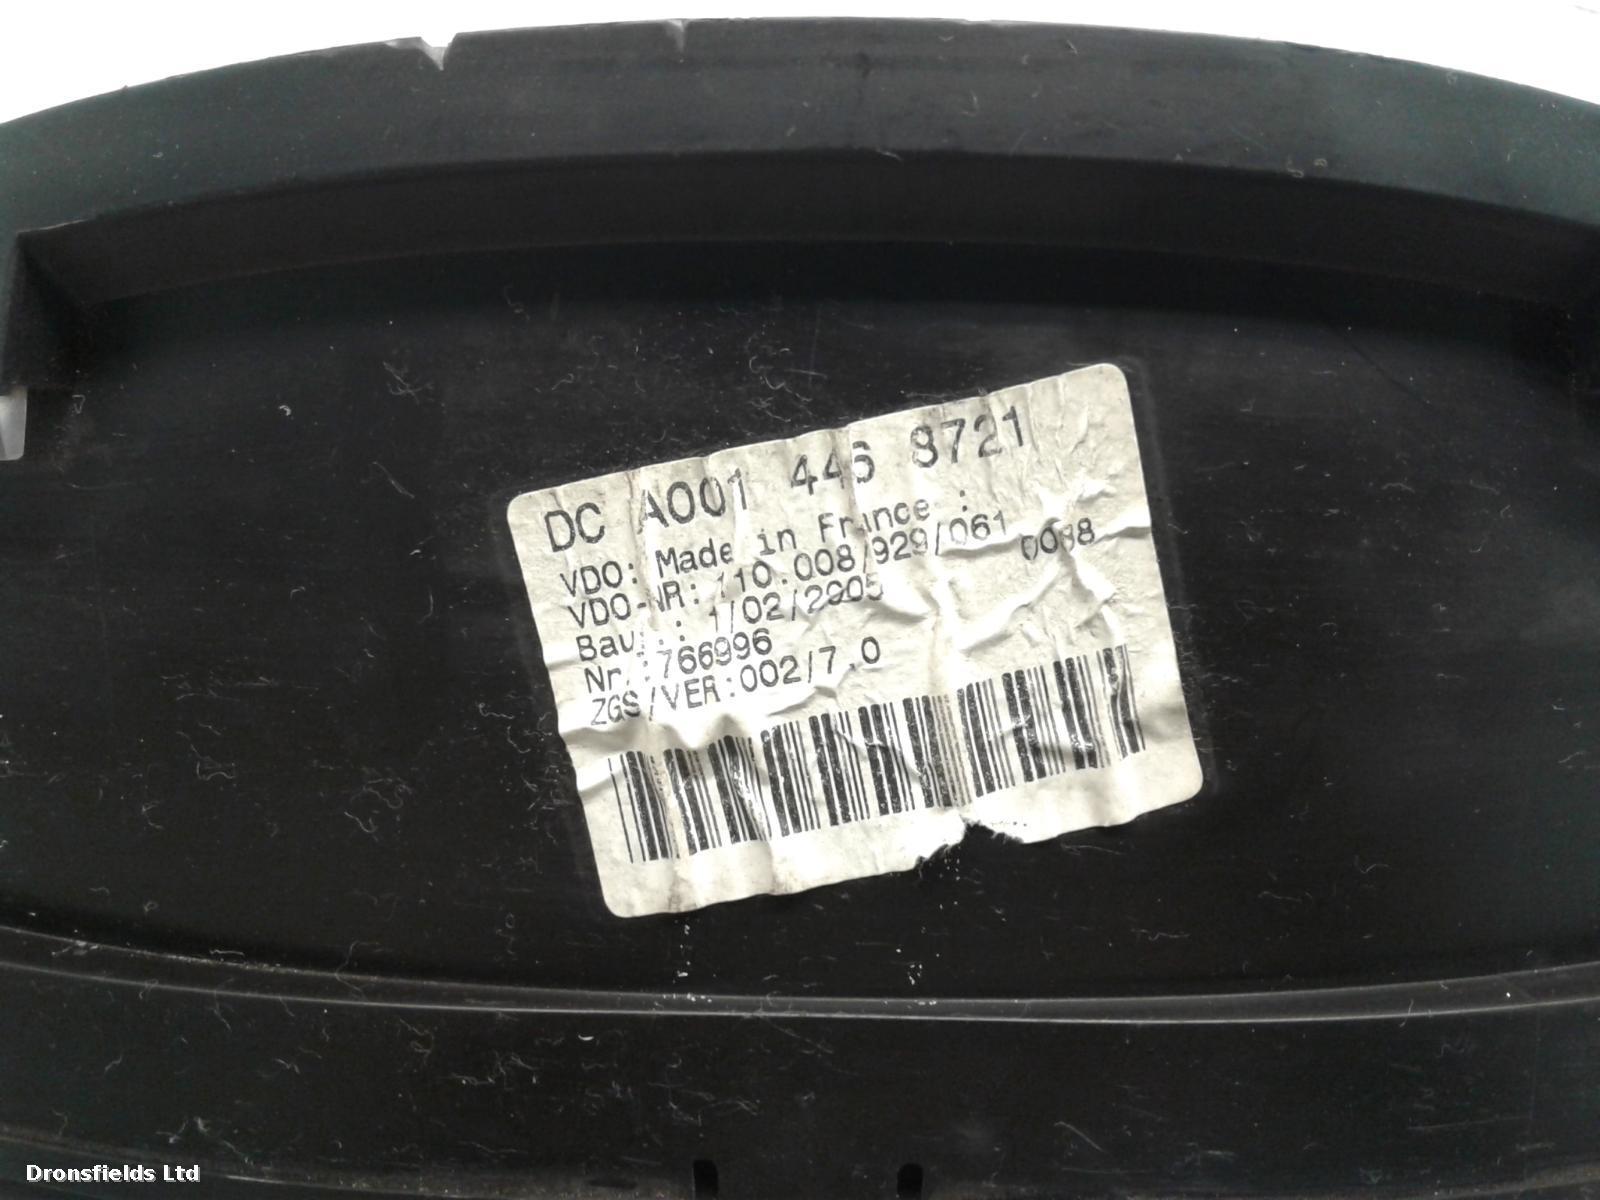 DC A001 446 8721
VDO: Made in France :
VDO-NR: 110.008/929/061 0088
Bau.: 1/02/2005
Nr.:766996
ZGS/VER:002/7.0
Dronsfields Ltd